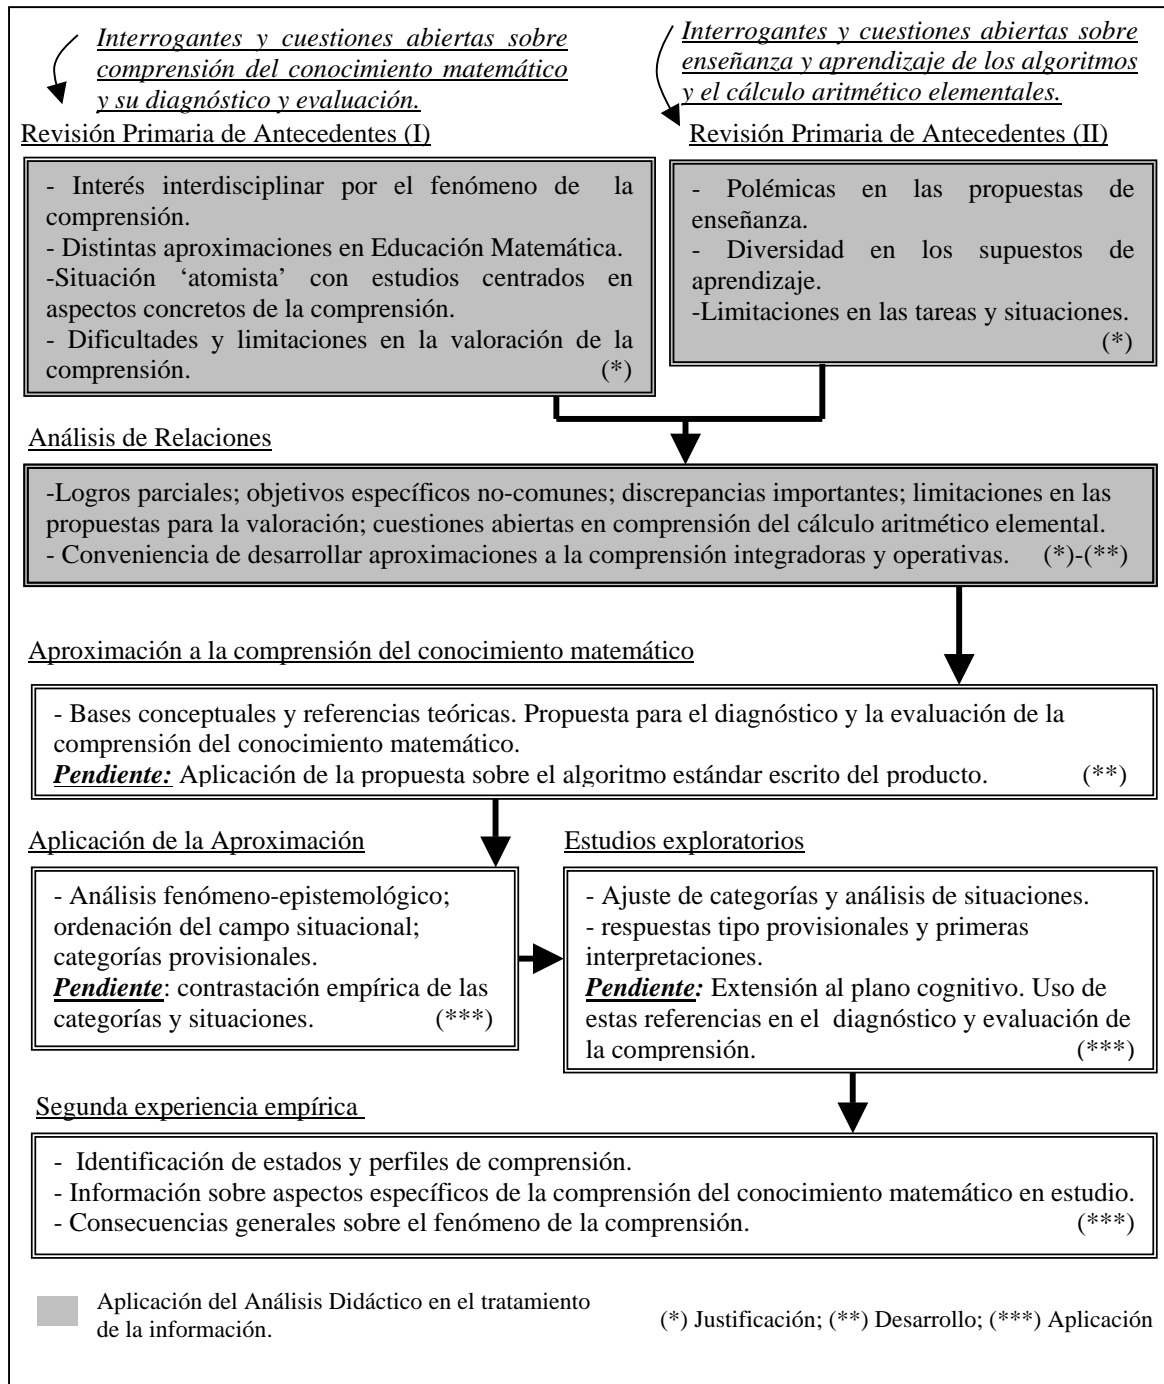 Interrogantes y cuestiones abiertas sobre
comprensión del conocimiento matemático
y su diagnóstico y evaluación.
Interrogantes y cuestiones abiertas sobre
enseñanza y aprendizaje de los algoritmos
y el cálculo aritmético elementales.
Revisión Primaria de Antecedentes (I)
- Interés interdisciplinar por el fenómeno de la
comprensión.
- Distintas aproximaciones en Educación Matemática.
-Situación ‘atomista’ con estudios centrados en
aspectos concretos de la comprensión.
- Dificultades y limitaciones en la valoración de la
comprensión. (*)
Revisión Primaria de Antecedentes (II)
- Polémicas en las propuestas de
enseñanza.
- Diversidad en los supuestos de
aprendizaje.
-Limitaciones en las tareas y situaciones.
(*)
Análisis de Relaciones
-Logros parciales; objetivos específicos no-comunes; discrepancias importantes; limitaciones en las
propuestas para la valoración; cuestiones abiertas en comprensión del cálculo aritmético elemental.
- Conveniencia de desarrollar aproximaciones a la comprensión integradoras y operativas. (*)-(**)
Aproximación a la comprensión del conocimiento matemático
- Bases conceptuales y referencias teóricas. Propuesta para el diagnóstico y la evaluación de la
comprensión del conocimiento matemático.
Pendiente: Aplicación de la propuesta sobre el algoritmo estándar escrito del producto. (**)
Aplicación de la Aproximación
- Análisis fenómeno-epistemológico;
ordenación del campo situacional;
categorías provisionales.
Pendiente: contrastación empírica de las
categorías y situaciones. (***)
Estudios exploratorios
- Ajuste de categorías y análisis de situaciones.
- respuestas tipo provisionales y primeras
interpretaciones.
Pendiente: Extensión al plano cognitivo. Uso de
estas referencias en el diagnóstico y evaluación de
la comprensión. (***)
Segunda experiencia empírica
- Identificación de estados y perfiles de comprensión.
- Información sobre aspectos específicos de la comprensión del conocimiento matemático en estudio.
- Consecuencias generales sobre el fenómeno de la comprensión. (***)
Aplicación del Análisis Didáctico en el tratamiento
de la información.
(*) Justificación; (**) Desarrollo; (***) Aplicación